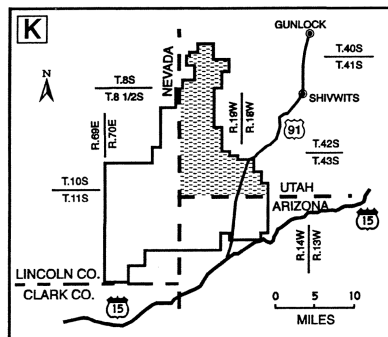 K
GUNLOCK
N
T.8S
T.8 1/2S
NEVADA
T.40S
T.41S
SHIVWITS
R.69E
R.70E
R.19W
R.18W
91
T.42S
T.43S
T.10S
T.11S
UTAH
ARIZONA
15
R.14W
R.13W
LINCOLN CO.
CLARK CO.
15
0 5 10
MILES